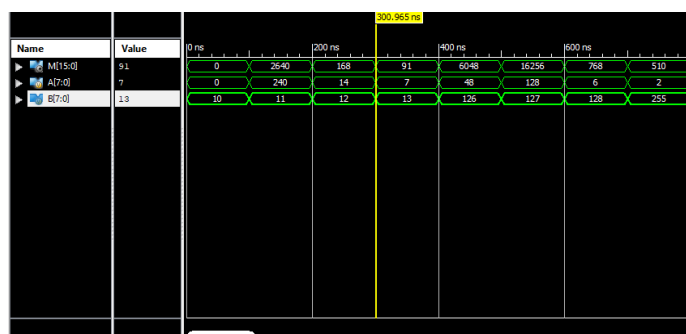 300.965 ns
Name Value 0 ns 200 ns 400 ns 600 ns
M[15:0] 91 0 2640 168 91 6048 16256 768 510
A[7:0] 7 0 240 14 7 48 128 6 2
B[7:0] 13 10 11 12 13 126 127 128 255